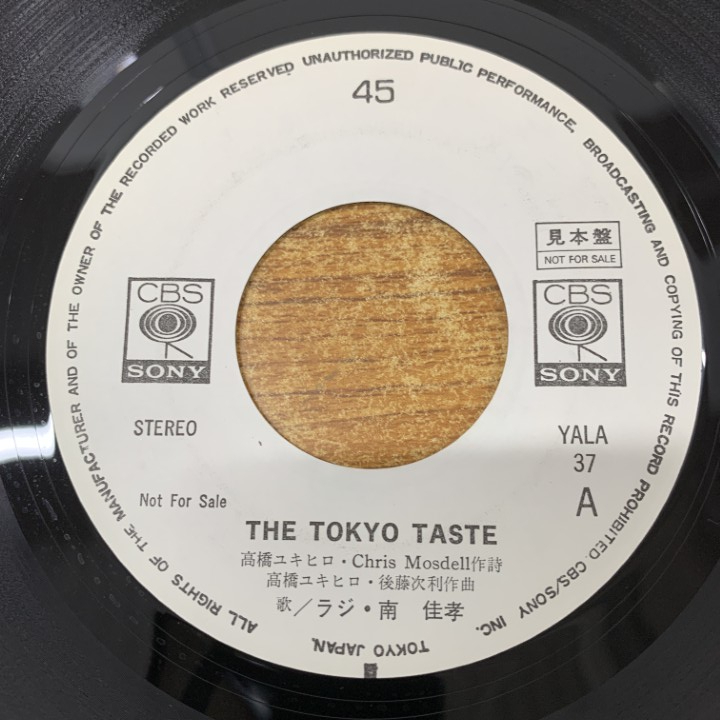 ALL RIGHTS OF THE MANUFACTURER AND OF THE OWNER OF THE RECORDED WORK RESERVED UNAUTHORIZED PUBLIC PERFORMANCE, BROADCASTING AND COPYING OF THIS RECORD PROHIBITED. CBS/SONY INC. TOKYO JAPAN.
45
見本盤
NOT FOR SALE
CBS
SONY
CBS
SONY
STEREO
YALA
37
A
Not For Sale
THE TOKYO TASTE
高橋ユキヒロ・Chris Mosdell作詩
高橋ユキヒロ・後藤次利作曲
歌/ラジ・南 佳孝